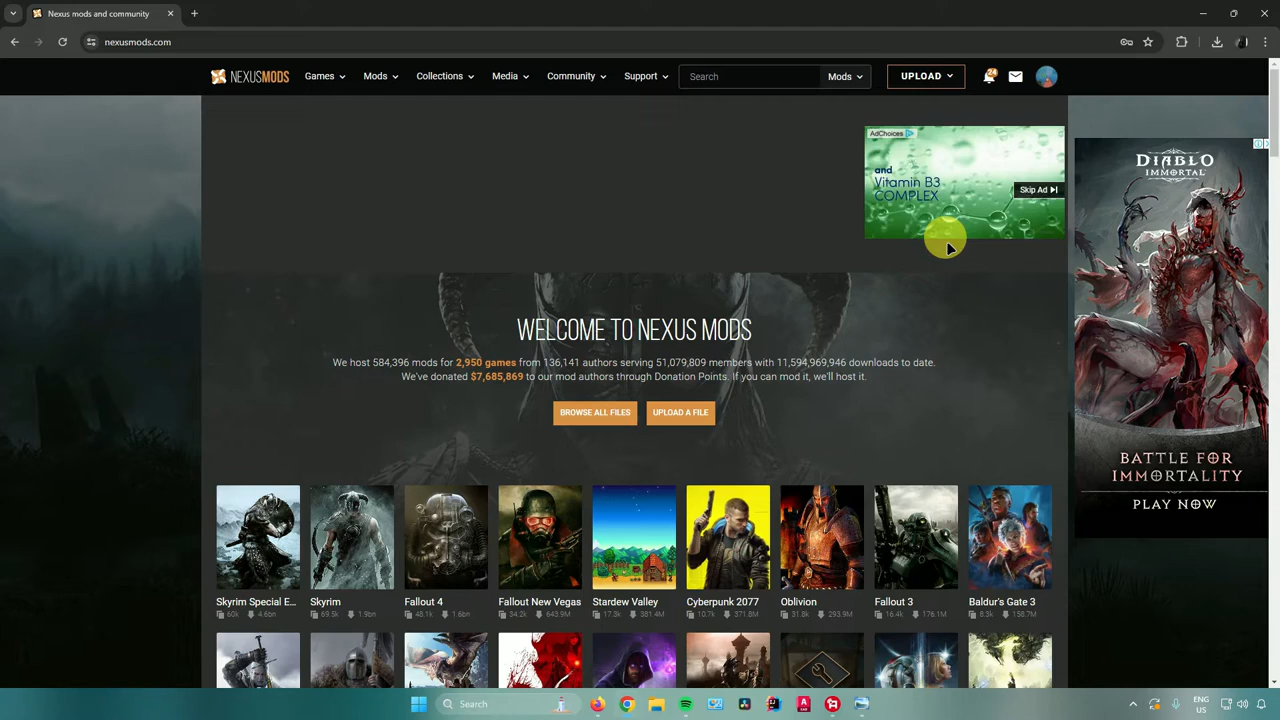 Nexus mods and community
nexusmods.com
NEXUSMODS
Games
Mods
Collections
Media
Community
Support
Search
Mods
UPLOAD
24
AdChoices
and
Vitamin B3
COMPLEX
Skip Ad
DIABLO
IMMORTAL
BATTLE FOR
IMMORTALITY
PLAY NOW
WELCOME TO NEXUS MODS
We host 584,396 mods for 2,950 games from 136,141 authors serving 51,079,809 members with 11,594,969,946 downloads to date.
We've donated $7,685,869 to our mod authors through Donation Points. If you can mod it, we'll host it.
BROWSE ALL FILES
UPLOAD A FILE
Skyrim Special E...
60k 4.6bn
Skyrim
69.5k 1.9bn
Fallout 4
48.1k 1.6bn
Fallout New Vegas
34.2k 643.9M
Stardew Valley
17.3k 381.4M
Cyberpunk 2077
10.7k 371.8M
Oblivion
31.8k 293.9M
Fallout 3
16.4k 176.1M
Baldur's Gate 3
8.3k 158.7M
Search
ENG
US